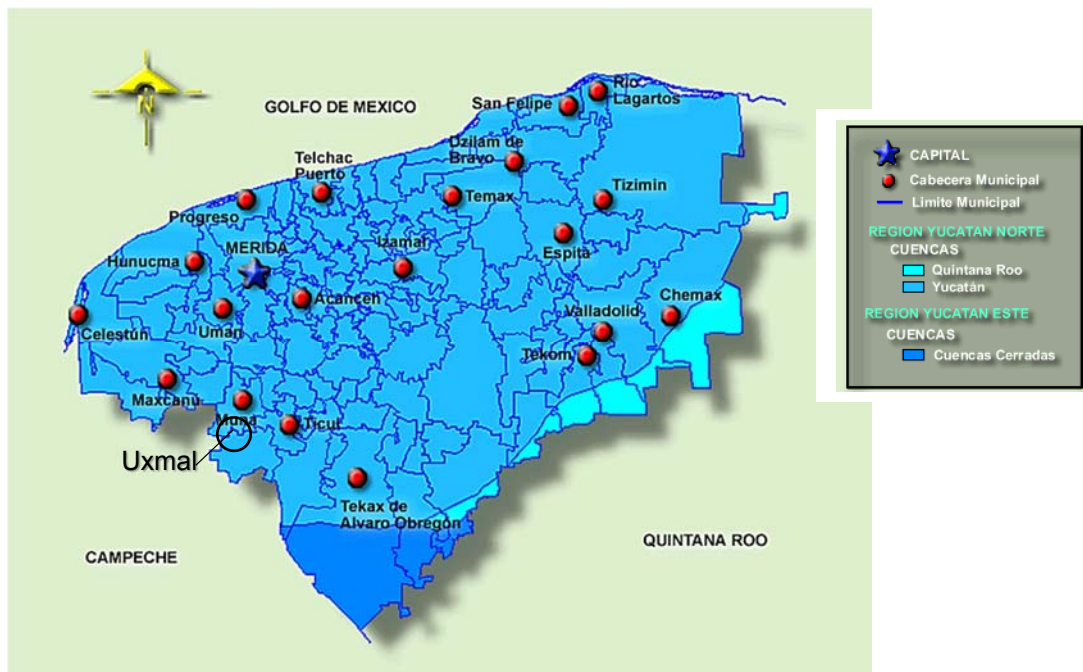 N
GOLFO DE MEXICO
San Felipe
Rio
Lagartos
Dzilam de
Bravo
Telchac
Puerto
Temax
Tizimin
Progreso
MERIDA
Izamal
Espita
Hunucma
Acanceh
Chemax
Celestún
Uman
Valladolid
Tekom
Maxcanú
Muna
Ticul
Uxmal
Tekax de
Alvaro Obregón
CAMPECHE
QUINTANA ROO
CAPITAL
Cabecera Municipal
Limite Municipal
REGION YUCATAN NORTE
CUENCAS
Quintana Roo
Yucatán
REGION YUCATAN ESTE
CUENCAS
Cuencas Cerradas